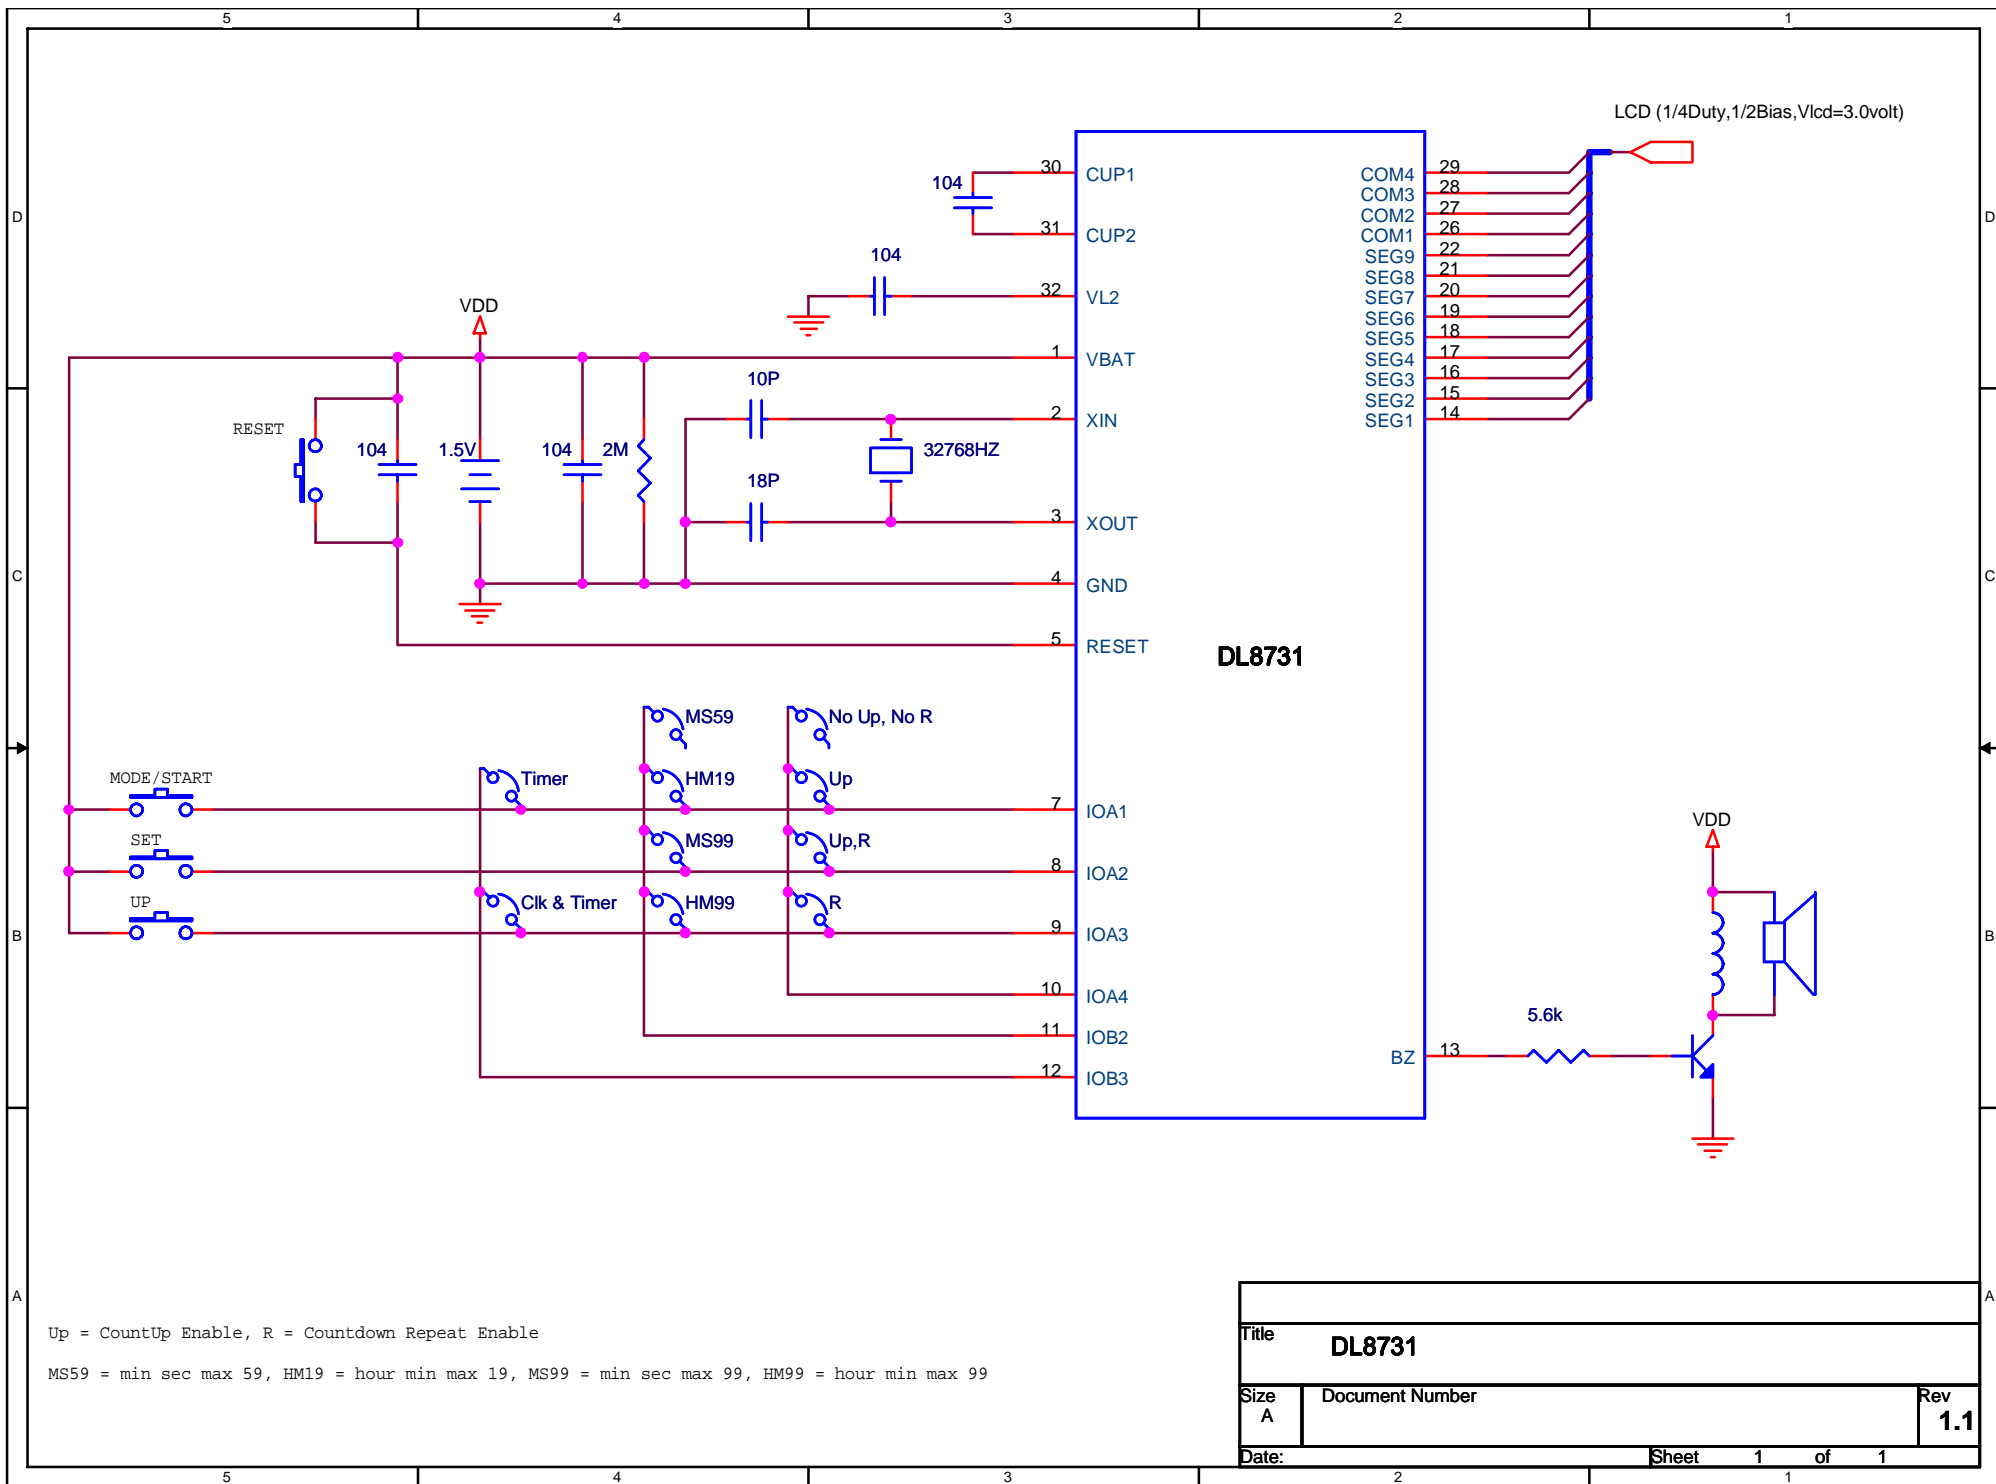 5 4 3 2 1
LCD (1/4Duty,1/2Bias,Vlcd=3.0volt)
D D
30 CUP1
104
31 CUP2
104
32 VL2
VDD
1 VBAT
10P
2 XIN
RESET
104
1.5V
104
2M
32768HZ
18P
3 XOUT
C C
4 GND
5 RESET
DL8731
COM4 29
COM3 28
COM2 27
COM1 26
SEG9 22
SEG8 21
SEG7 20
SEG6 19
SEG5 18
SEG4 17
SEG3 16
SEG2 15
SEG1 14
MS59 No Up, No R
Timer HM19 Up
MODE/START
7 IOA1
SET
MS99 Up,R
8 IOA2
UP
Clk & Timer HM99 R
9 IOA3
B B
10 IOA4
11 IOB2
12 IOB3
VDD
5.6k
BZ 13
A A
Up = CountUp Enable, R = Countdown Repeat Enable
MS59 = min sec max 59, HM19 = hour min max 19, MS99 = min sec max 99, HM99 = hour min max 99
Title
DL8731
Size
A
Document Number
Rev
1.1
Date:
Sheet 1 of 1
5 4 3 2 1